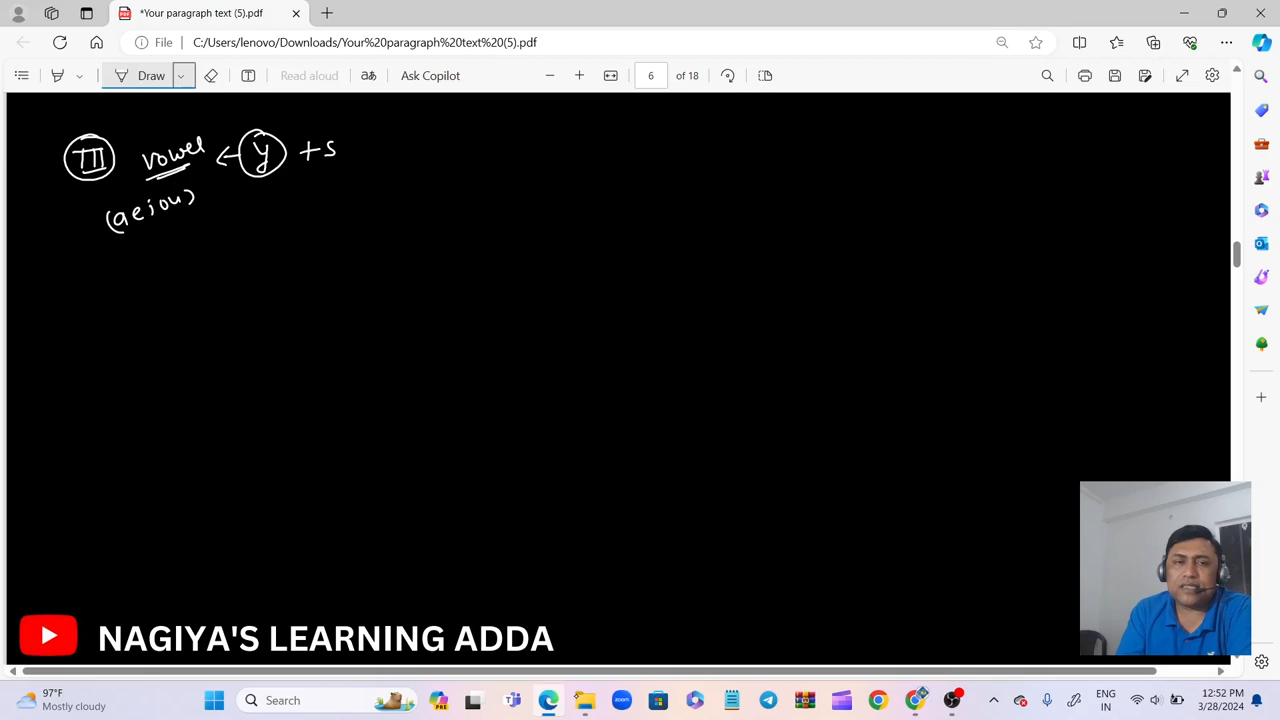 *Your paragraph text (5).pdf
File C:/Users/lenovo/Downloads/Your%20paragraph%20text%20(5).pdf
Draw Read aloud Ask Copilot 6 of 18
III vowel ← y + s
(aeiou)
NAGIYA'S LEARNING ADDA
97°F
Mostly cloudy
Search
PRE
ENG
IN
12:52 PM
3/28/2024